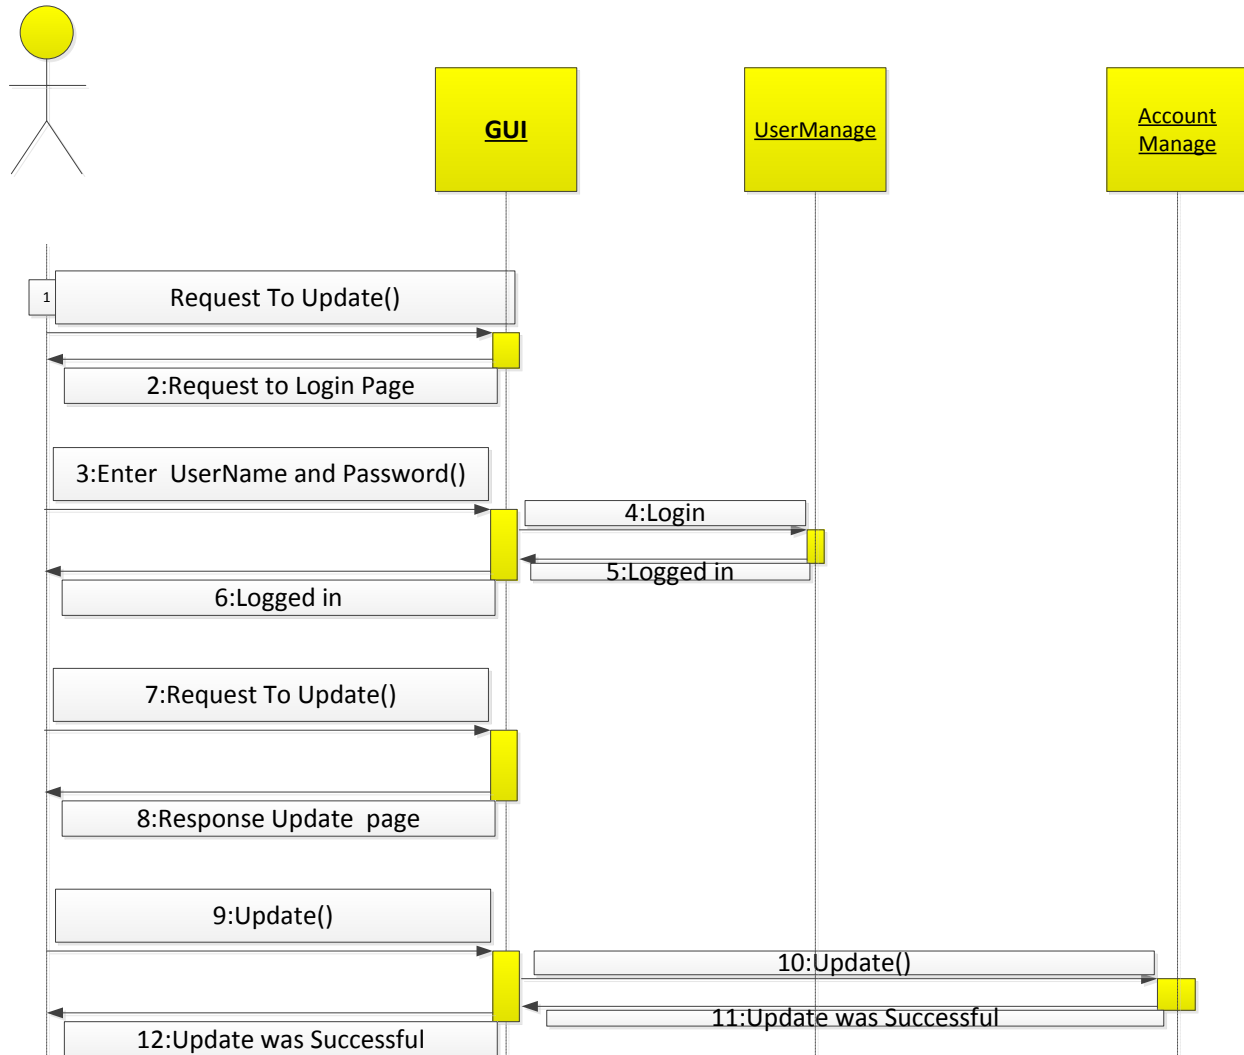 GUI
UserManage
Account
Manage
1
Request To Update()
2:Request to Login Page
3:Enter  UserName and Password()
4:Login
5:Logged in
6:Logged in
7:Request To Update()
8:Response Update  page
9:Update()
10:Update()
11:Update was Successful
12:Update was Successful